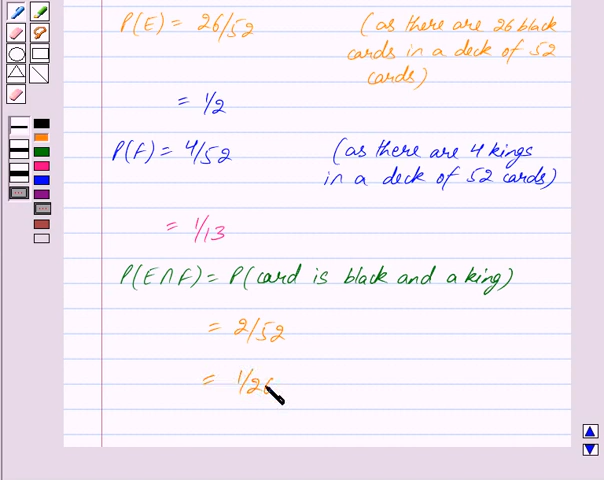 P(E) = 26/52 (as there are 26 black
cards in a deck of 52
cards)
= 1/2
P(F) = 4/52 (as there are 4 kings
in a deck of 52 cards)
= 1/13
P(E∩F) = P(card is black and a king)
= 2/52
= 1/26